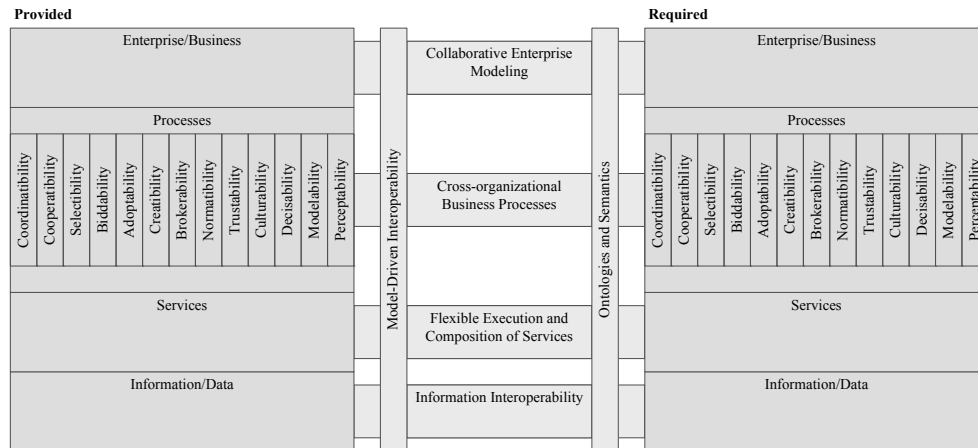 Provided
Required
Enterprise/Business
Collaborative Enterprise
Modeling
Enterprise/Business
Processes
Processes
Coordinatibility
Cooperatibility
Selectibility
Biddability
Adoptability
Creatibility
Brokerability
Normatibility
Trustability
Culturability
Decisability
Modelability
Perceptability
Model-Driven Interoperability
Cross-organizational
Business Processes
Ontologies and Semantics
Coordinatibility
Cooperatibility
Selectibility
Biddability
Adoptability
Creatibility
Brokerability
Normatibility
Trustability
Culturability
Decisability
Modelability
Perceptability
Services
Flexible Execution and
Composition of Services
Services
Information/Data
Information Interoperability
Information/Data